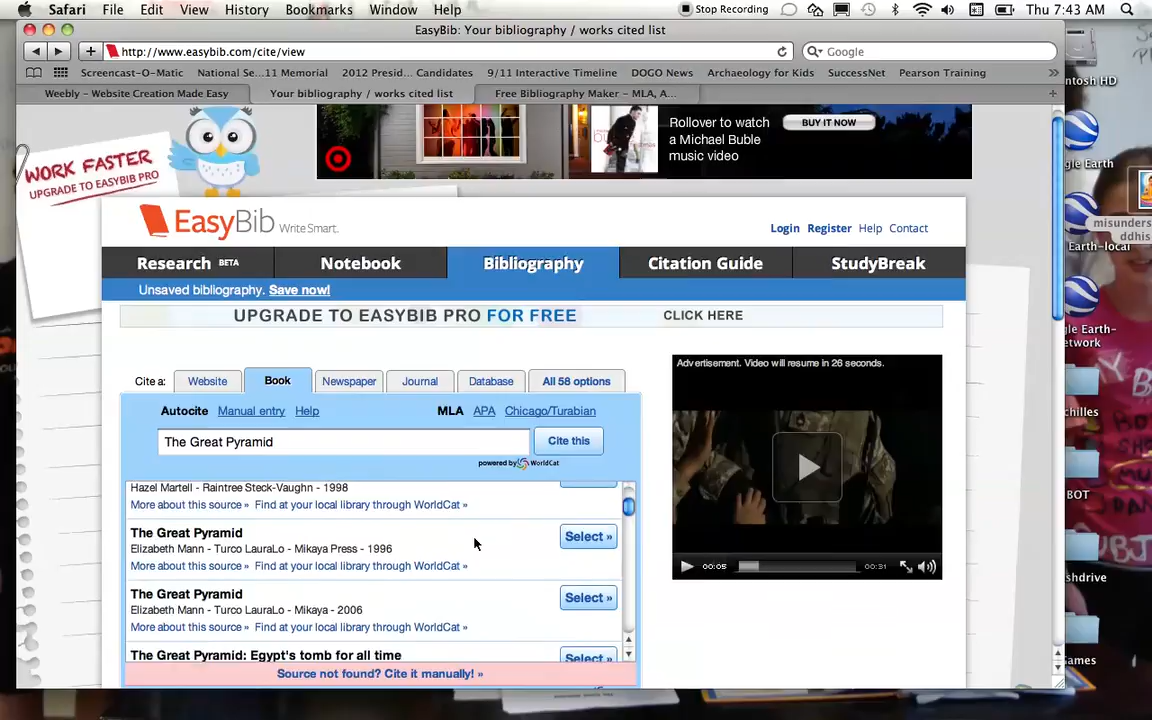 Safari File Edit View History Bookmarks Window Help Stop Recording Thu 7:43 AM
EasyBib: Your bibliography / works cited list
http://www.easybib.com/cite/view Google
Screencast-O-Matic National Se...11 Memorial 2012 Presid... Candidates 9/11 Interactive Timeline DOGO News Archaeology for Kids SuccessNet Pearson Training »
Weebly – Website Creation Made Easy Your bibliography / works cited list Free Bibliography Maker – MLA, A...
WORK FASTER
UPGRADE TO EASYBIB PRO
Rollover to watch
a Michael Buble
music video
BUY IT NOW
EasyBib Write Smart.
Login Register Help Contact
Research BETA Notebook Bibliography Citation Guide StudyBreak
Unsaved bibliography. Save now!
UPGRADE TO EASYBIB PRO FOR FREE CLICK HERE
Cite a: Website Book Newspaper Journal Database All 58 options
Autocite Manual entry Help MLA APA Chicago/Turabian
The Great Pyramid Cite this
powered by WorldCat
Hazel Martell - Raintree Steck-Vaughn - 1998
More about this source » Find at your local library through WorldCat »
The Great Pyramid
Elizabeth Mann - Turco LauraLo - Mikaya Press - 1996
More about this source » Find at your local library through WorldCat »
Select »
The Great Pyramid
Elizabeth Mann - Turco LauraLo - Mikaya - 2006
More about this source » Find at your local library through WorldCat »
Select »
The Great Pyramid: Egypt's tomb for all time
Select »
Source not found? Cite it manually! »
Advertisement. Video will resume in 26 seconds.
00:05 00:31
ntosh HD
gle Earth
misunders
ddhis
Earth-local
gle Earth-
network
chilles
BOT
shdrive
ames